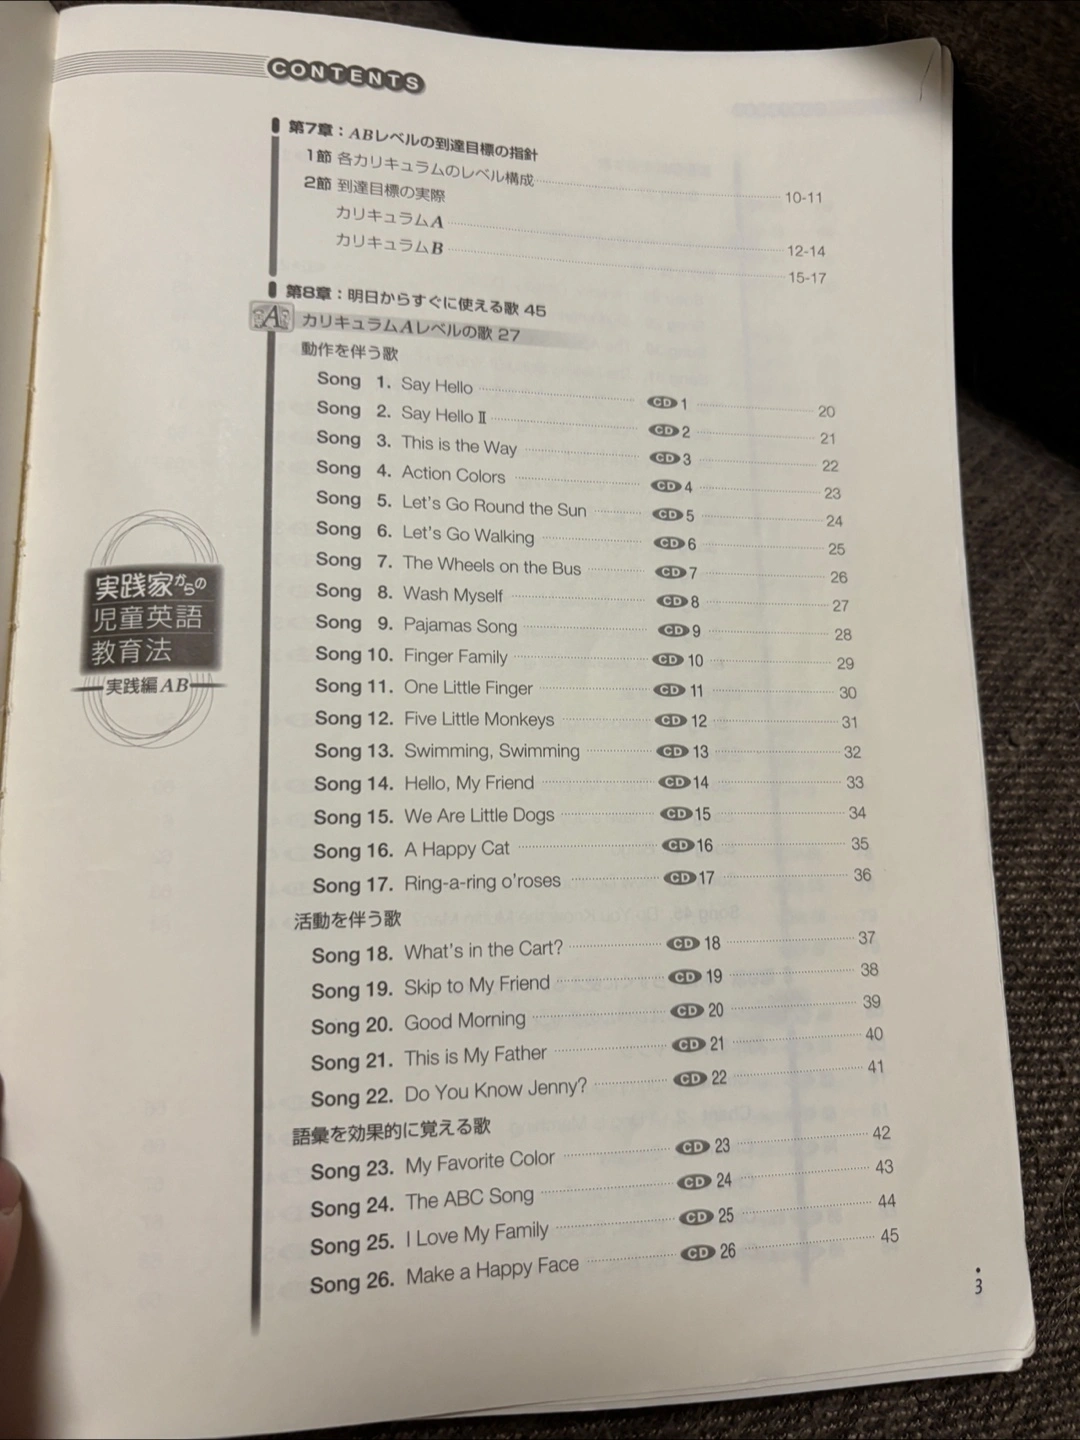 CONTENTS
第7章：ABレベルの到達目標の指針
1節 各カリキュラムのレベル構成 10-11
2節 到達目標の実際
カリキュラムA 12-14
カリキュラムB 15-17
第8章：明日からすぐに使える歌 45
A カリキュラムAレベルの歌 27
動作を伴う歌
Song 1. Say Hello CD 1 20
Song 2. Say Hello Ⅱ CD 2 21
Song 3. This is the Way CD 3 22
Song 4. Action Colors CD 4 23
Song 5. Let's Go Round the Sun CD 5 24
Song 6. Let's Go Walking CD 6 25
Song 7. The Wheels on the Bus CD 7 26
Song 8. Wash Myself CD 8 27
Song 9. Pajamas Song CD 9 28
Song 10. Finger Family CD 10 29
Song 11. One Little Finger CD 11 30
Song 12. Five Little Monkeys CD 12 31
Song 13. Swimming, Swimming CD 13 32
Song 14. Hello, My Friend CD 14 33
Song 15. We Are Little Dogs CD 15 34
Song 16. A Happy Cat CD 16 35
Song 17. Ring-a-ring o'roses CD 17 36
活動を伴う歌
Song 18. What's in the Cart? CD 18 37
Song 19. Skip to My Friend CD 19 38
Song 20. Good Morning CD 20 39
Song 21. This is My Father CD 21 40
Song 22. Do You Know Jenny? CD 22 41
語彙を効果的に覚える歌
Song 23. My Favorite Color CD 23 42
Song 24. The ABC Song CD 24 43
Song 25. I Love My Family CD 25 44
Song 26. Make a Happy Face CD 26 45
実践家からの
児童英語
教育法
実践編AB
3